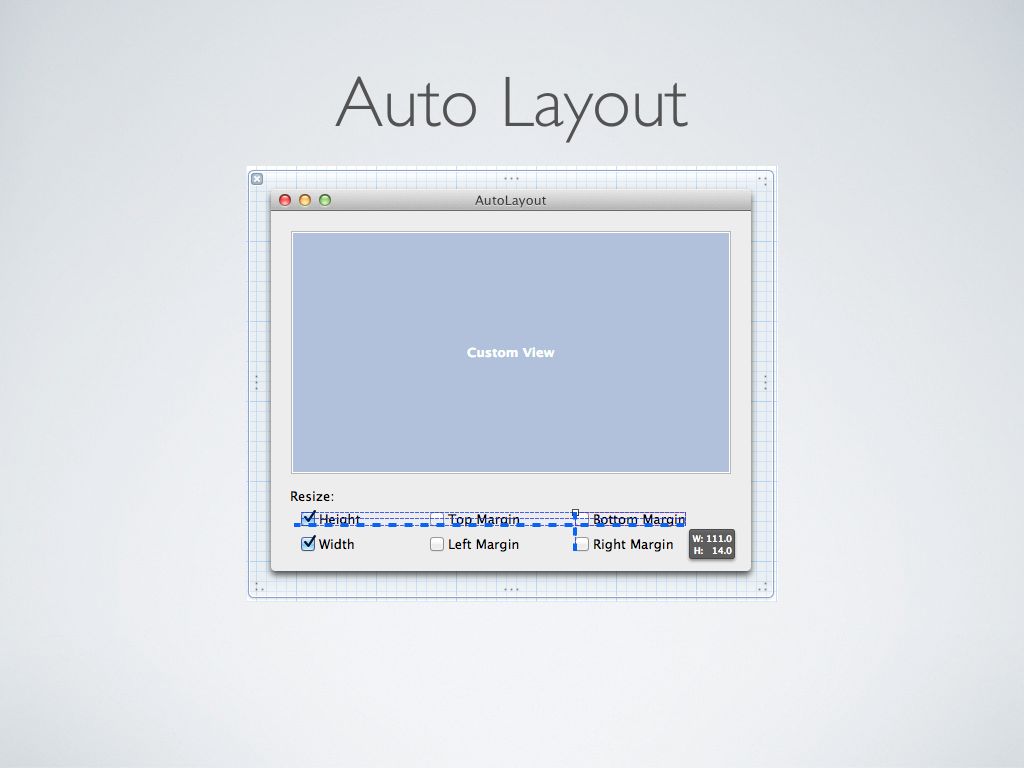 Auto Layout
AutoLayout
Custom View
Resize:
Height Top Margin Bottom Margin
Width Left Margin Right Margin
W: 111.0
H: 14.0